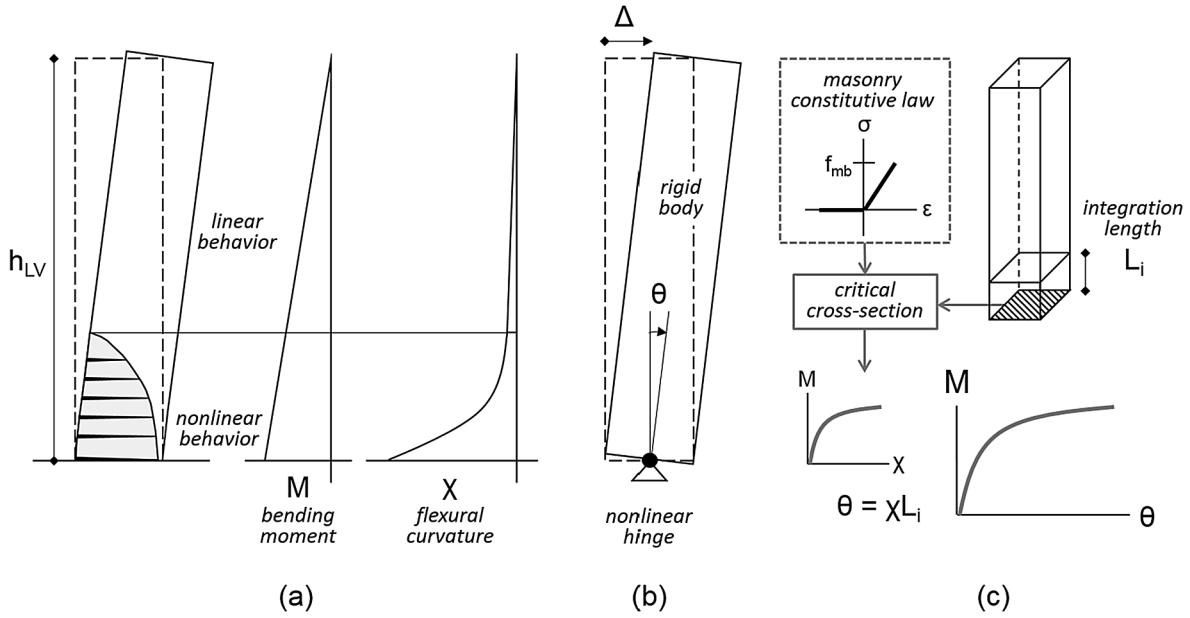 h_LV
linear
behavior
nonlinear
behavior
M
bending
moment
χ
flexural
curvature
(a)
Δ
rigid
body
θ
nonlinear
hinge
(b)
masonry
constitutive law
σ
f_mb
ε
integration
length
L_i
critical
cross-section
M
χ
θ = χL_i
M
θ
(c)